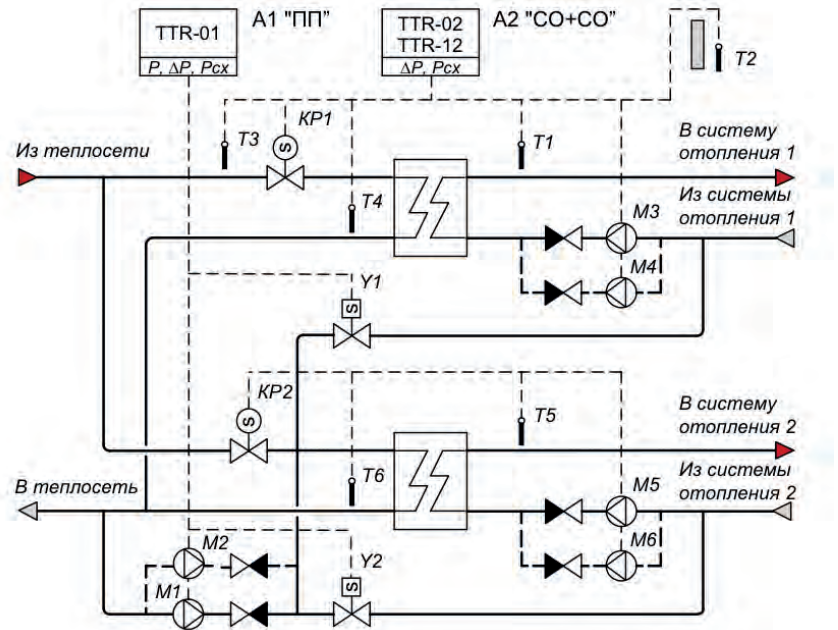 TTR-01
P, ΔP, Pcx
A1 "ПП"
TTR-02
TTR-12
ΔP, Pcx
A2 "СО+СО"
T2
KP1
T3
T1
Из теплосети
В систему
отопления 1
Из системы
отопления 1
T4
M3
M4
Y1
KP2
T5
В систему
отопления 2
T6
В теплосеть
Из системы
отопления 2
M5
M6
M2
Y2
M1
S
S
S
S